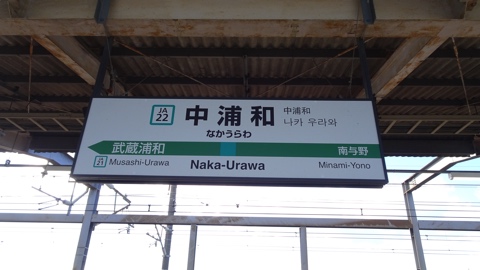 JA
22
中浦和
なかうらわ
中浦和
나카 우라와
武蔵浦和
南与野
JA
21
Musashi-Urawa
Naka-Urawa
Minami-Yono